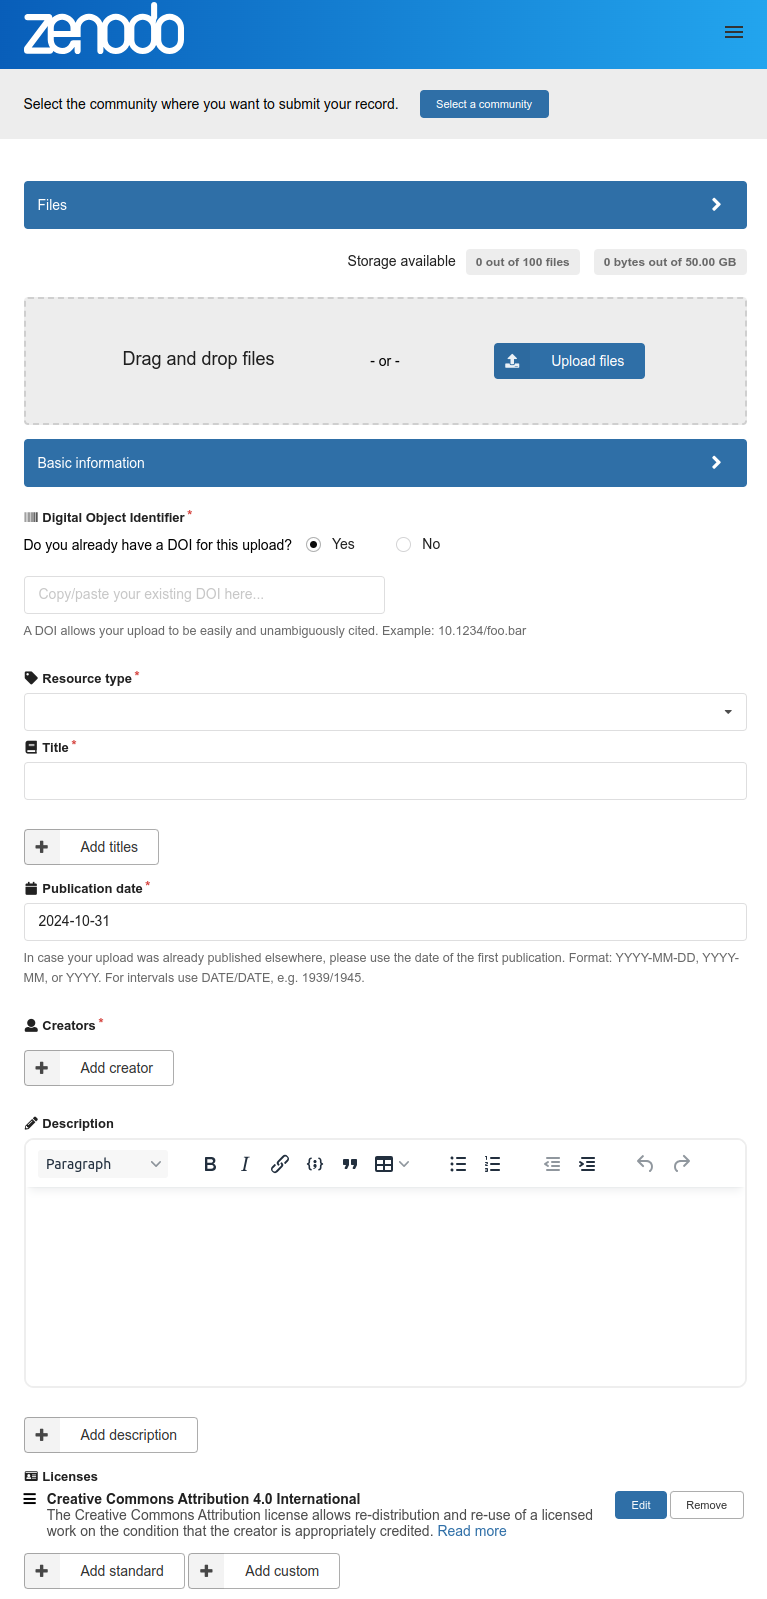 zenodo
Select the community where you want to submit your record. Select a community
Files
Storage available 0 out of 100 files 0 bytes out of 50.00 GB
Drag and drop files - or - Upload files
Basic information
Digital Object Identifier *
Do you already have a DOI for this upload? Yes No
Copy/paste your existing DOI here...
A DOI allows your upload to be easily and unambiguously cited. Example: 10.1234/foo.bar
Resource type *
Title *
Add titles
Publication date *
2024-10-31
In case your upload was already published elsewhere, please use the date of the first publication. Format: YYYY-MM-DD, YYYY-
MM, or YYYY. For intervals use DATE/DATE, e.g. 1939/1945.
Creators *
Add creator
Description
Paragraph B I
Add description
Licenses
Creative Commons Attribution 4.0 International Edit Remove
The Creative Commons Attribution license allows re-distribution and re-use of a licensed
work on the condition that the creator is appropriately credited. Read more
Add standard Add custom